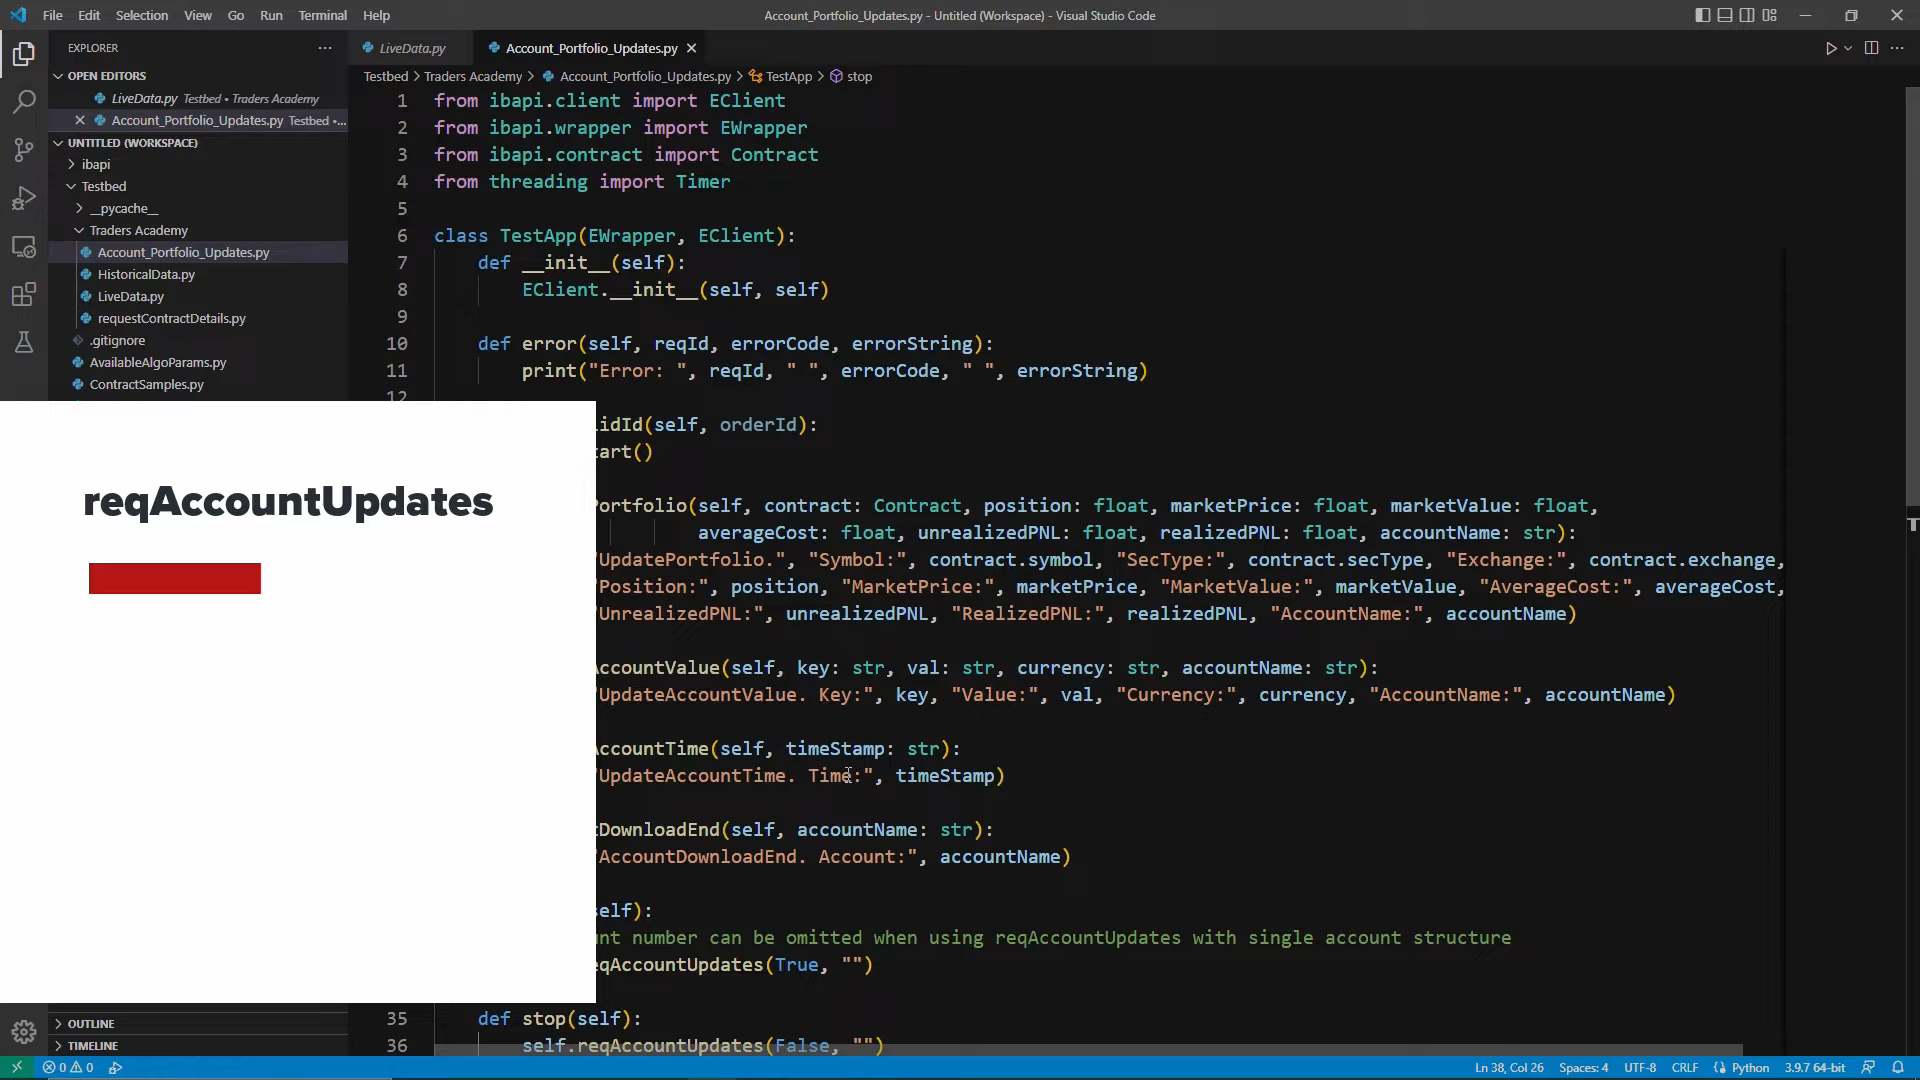 File Edit Selection View Go Run Terminal Help
Account_Portfolio_Updates.py - Untitled (Workspace) - Visual Studio Code
EXPLORER
LiveData.py
Account_Portfolio_Updates.py
OPEN EDITORS
LiveData.py Testbed • Traders Academy
Account_Portfolio_Updates.py Testbed •...
UNTITLED (WORKSPACE)
ibapi
Testbed
__pycache__
Traders Academy
Account_Portfolio_Updates.py
HistoricalData.py
LiveData.py
requestContractDetails.py
.gitignore
AvailableAlgoParams.py
ContractSamples.py
OUTLINE
TIMELINE
Testbed > Traders Academy > Account_Portfolio_Updates.py > TestApp > stop
1 from ibapi.client import EClient
2 from ibapi.wrapper import EWrapper
3 from ibapi.contract import Contract
4 from threading import Timer
5
6 class TestApp(EWrapper, EClient):
7 def __init__(self):
8 EClient.__init__(self, self)
9
10 def error(self, reqId, errorCode, errorString):
11 print("Error: ", reqId, " ", errorCode, " ", errorString)
12
lidId(self, orderId):
tart()
Portfolio(self, contract: Contract, position: float, marketPrice: float, marketValue: float,
averageCost: float, unrealizedPNL: float, realizedPNL: float, accountName: str):
"UpdatePortfolio.", "Symbol:", contract.symbol, "SecType:", contract.secType, "Exchange:", contract.exchange,
"Position:", position, "MarketPrice:", marketPrice, "MarketValue:", marketValue, "AverageCost:", averageCost,
"UnrealizedPNL:", unrealizedPNL, "RealizedPNL:", realizedPNL, "AccountName:", accountName)
AccountValue(self, key: str, val: str, currency: str, accountName: str):
"UpdateAccountValue. Key:", key, "Value:", val, "Currency:", currency, "AccountName:", accountName)
AccountTime(self, timeStamp: str):
"UpdateAccountTime. Time:", timeStamp)
tDownloadEnd(self, accountName: str):
"AccountDownloadEnd. Account:", accountName)
self):
nt number can be omitted when using reqAccountUpdates with single account structure
eqAccountUpdates(True, "")
35 def stop(self):
36 self.reqAccountUpdates(False, "")
reqAccountUpdates
0 0
Ln 38, Col 26 Spaces: 4 UTF-8 CRLF Python 3.9.7 64-bit